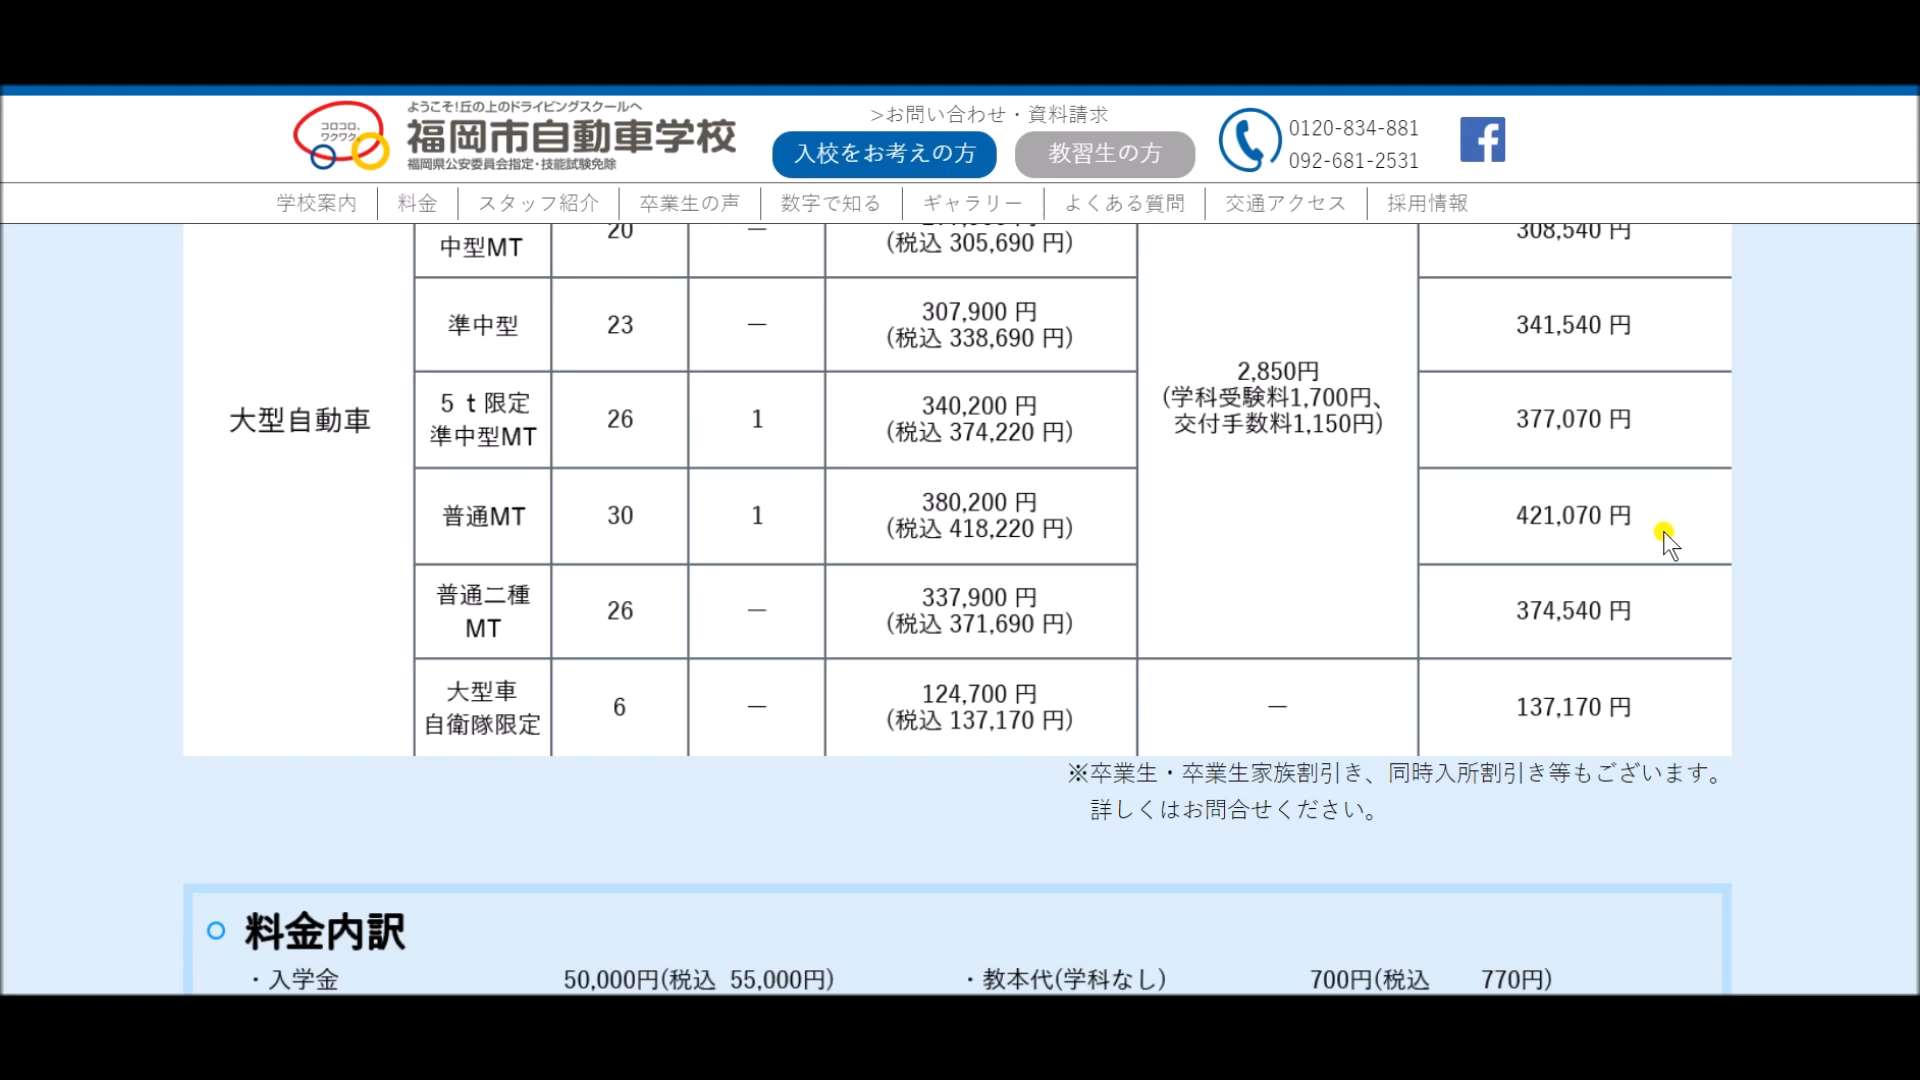 ようこそ!丘の上のドライビングスクールへ
コロコロ、
ワクワク、
福岡市自動車学校
福岡県公安委員会指定・技能試験免除
>お問い合わせ・資料請求
入校をお考えの方
教習生の方
0120-834-881
092-681-2531
学校案内
料金
スタッフ紹介
卒業生の声
数字で知る
ギャラリー
よくある質問
交通アクセス
採用情報
大型自動車
中型MT
20
—
(税込 305,690 円)
308,540 円
準中型
23
—
307,900 円
(税込 338,690 円)
341,540 円
2,850円
(学科受験料1,700円、
交付手数料1,150円)
5 t 限定
準中型MT
26
1
340,200 円
(税込 374,220 円)
377,070 円
普通MT
30
1
380,200 円
(税込 418,220 円)
421,070 円
普通二種
MT
26
—
337,900 円
(税込 371,690 円)
374,540 円
大型車
自衛隊限定
6
—
124,700 円
(税込 137,170 円)
—
137,170 円
※卒業生・卒業生家族割引き、同時入所割引き等もございます。
詳しくはお問合せください。
料金内訳
・入学金 50,000円(税込 55,000円)
・教本代(学科なし) 700円(税込 770円)